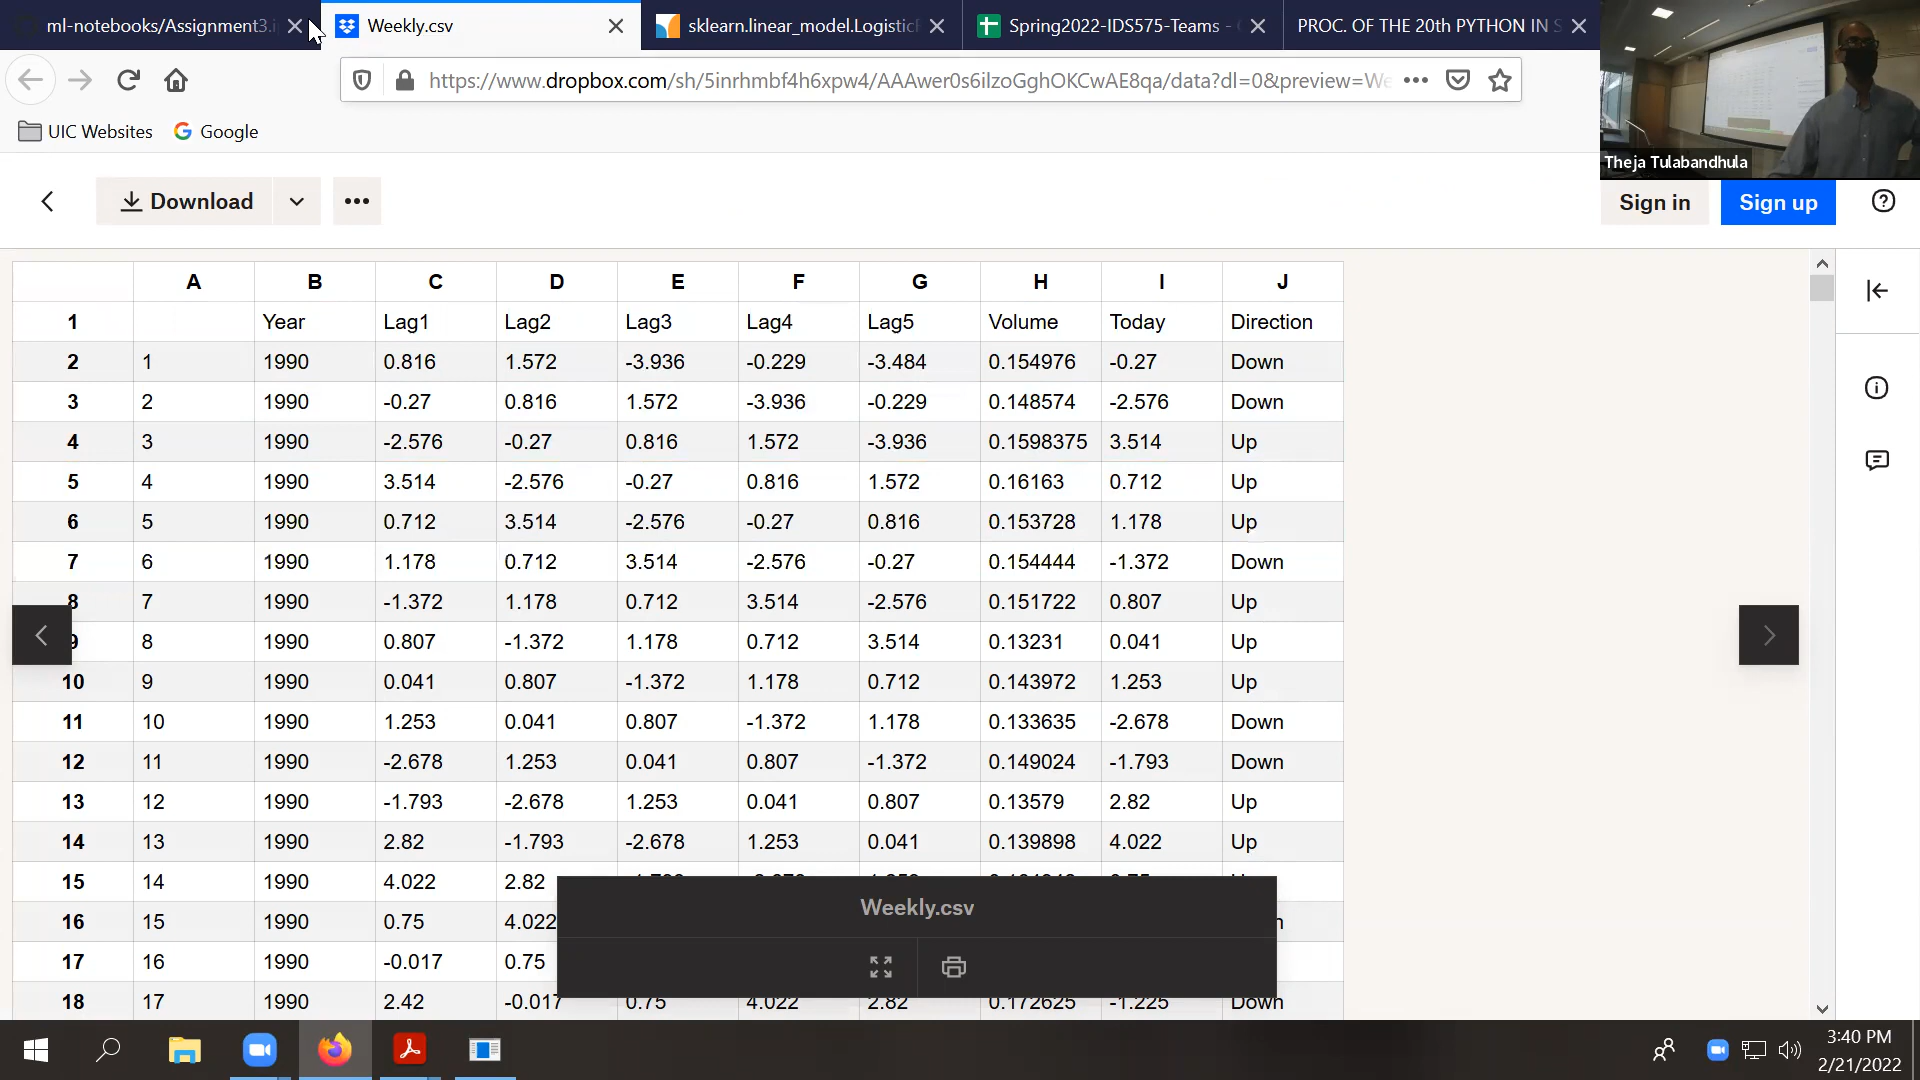 ml-notebooks/Assignment3.i
Weekly.csv
sklearn.linear_model.Logistic
Spring2022-IDS575-Teams -
PROC. OF THE 20th PYTHON IN S
https://www.dropbox.com/sh/5inrhmbf4h6xpw4/AAAwer0s6ilzoGghOKCwAE8qa/data?dl=0&preview=We
UIC Websites
Google
Theja Tulabandhula
Download
Sign in
Sign up
A B C D E F G H I J
1 Year Lag1 Lag2 Lag3 Lag4 Lag5 Volume Today Direction
2 1 1990 0.816 1.572 -3.936 -0.229 -3.484 0.154976 -0.27 Down
3 2 1990 -0.27 0.816 1.572 -3.936 -0.229 0.148574 -2.576 Down
4 3 1990 -2.576 -0.27 0.816 1.572 -3.936 0.1598375 3.514 Up
5 4 1990 3.514 -2.576 -0.27 0.816 1.572 0.16163 0.712 Up
6 5 1990 0.712 3.514 -2.576 -0.27 0.816 0.153728 1.178 Up
7 6 1990 1.178 0.712 3.514 -2.576 -0.27 0.154444 -1.372 Down
8 7 1990 -1.372 1.178 0.712 3.514 -2.576 0.151722 0.807 Up
9 8 1990 0.807 -1.372 1.178 0.712 3.514 0.13231 0.041 Up
10 9 1990 0.041 0.807 -1.372 1.178 0.712 0.143972 1.253 Up
11 10 1990 1.253 0.041 0.807 -1.372 1.178 0.133635 -2.678 Down
12 11 1990 -2.678 1.253 0.041 0.807 -1.372 0.149024 -1.793 Down
13 12 1990 -1.793 -2.678 1.253 0.041 0.807 0.13579 2.82 Up
14 13 1990 2.82 -1.793 -2.678 1.253 0.041 0.139898 4.022 Up
15 14 1990 4.022 2.82
16 15 1990 0.75 4.022
17 16 1990 -0.017 0.75
18 17 1990 2.42 -0.017 0.75 4.022 2.82 0.172625 -1.225 Down
Weekly.csv
3:40 PM
2/21/2022